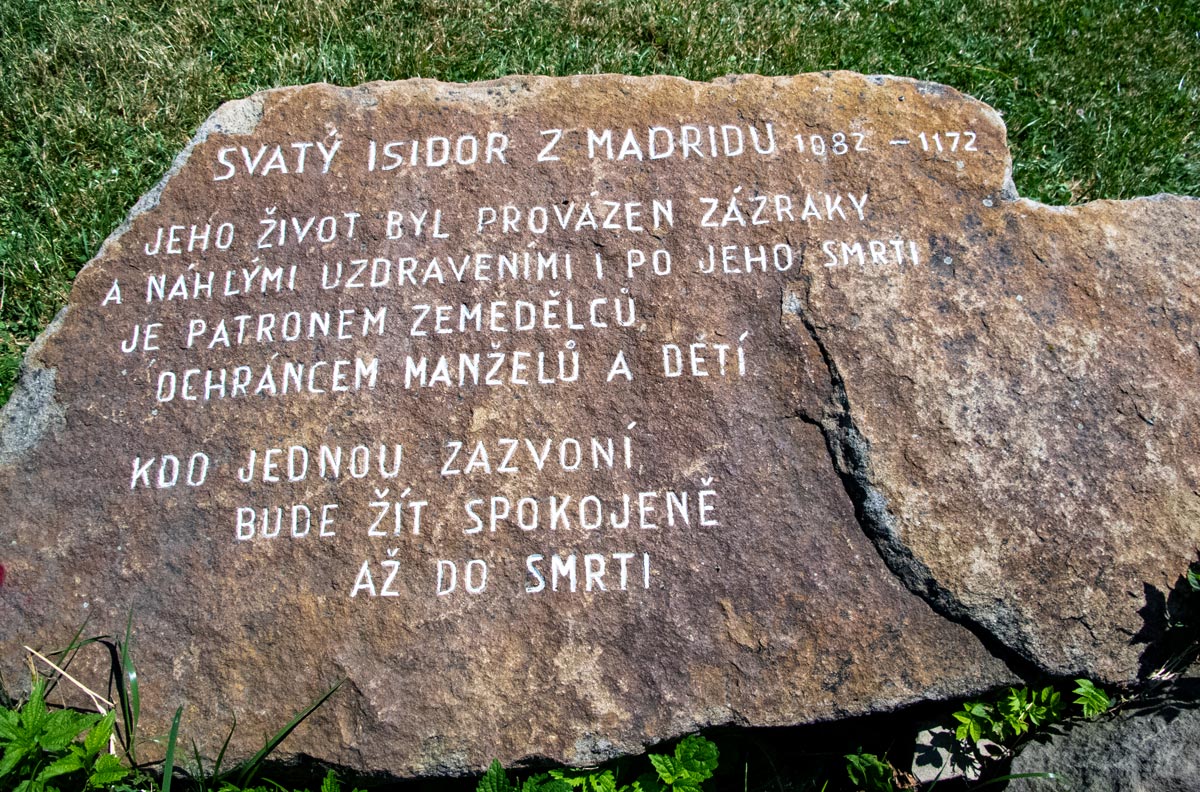 SVATÝ ISIDOR Z MADRIDU 1082 – 1172
JEHO ŽIVOT BYL PROVÁZEN ZÁZRAKY
A NÁHLÝMI UZDRAVENÍMI I PO JEHO SMRTI
JE PATRONEM ZEMĚDĚLCŮ,
OCHRÁNCEM MANŽELŮ A DĚTÍ
KDO JEDNOU ZAZVONÍ,
BUDE ŽÍT SPOKOJENĚ
AŽ DO SMRTI